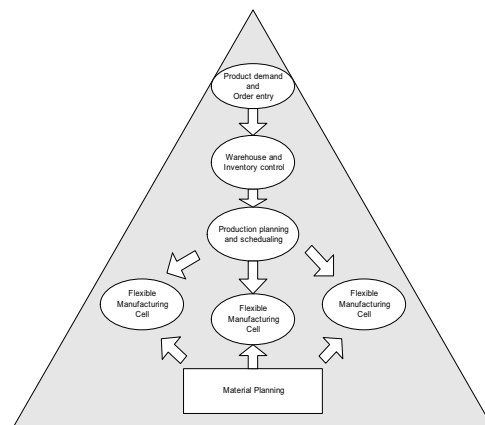 Product demand
and
Order entry
Warehouse and
Inventory control
Production planning
and schedualing
Flexible
Manufacturing
Cell
Flexible
Manufacturing
Cell
Flexible
Manufacturing
Cell
Material Planning